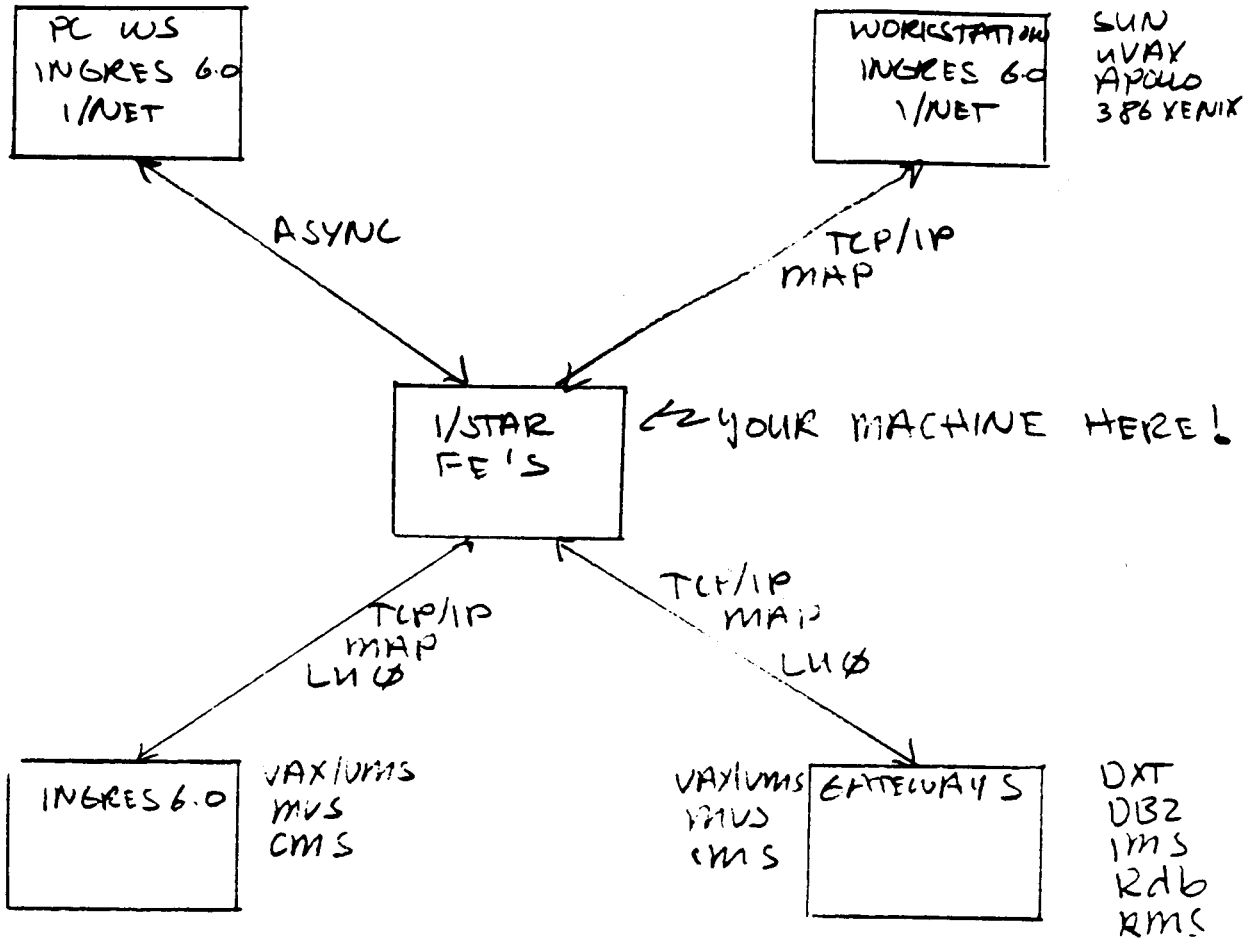 PC WS
INGRES 6.0
I/NET
WORKSTATION
INGRES 6.0
I/NET
SUN
uVAX
APOLLO
386 XENIX
ASYNC
TCP/IP
MAP
I/STAR
FE'S
YOUR MACHINE HERE!
TCP/IP
MAP
LU Ø
TCP/IP
MAP
LU Ø
INGRES 6.0
VAX/VMS
MVS
CMS
VAX/VMS
MVS
CMS
GATEWAYS
DXT
DB2
IMS
Rdb
RMS